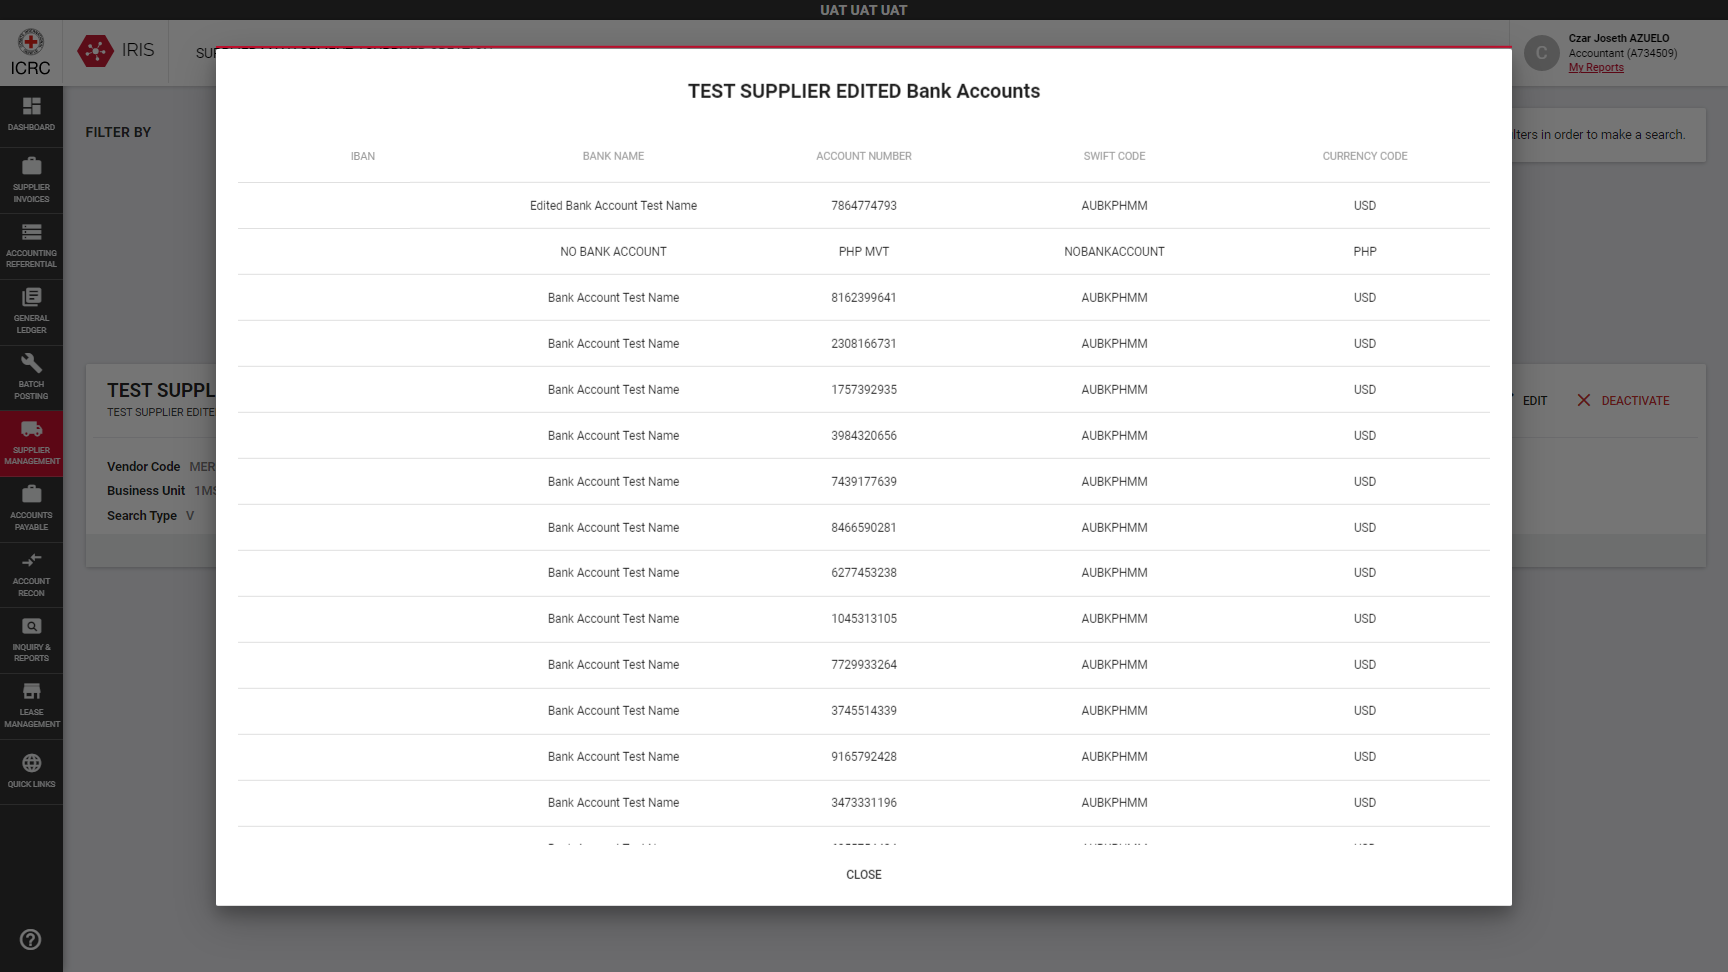 UAT UAT UAT
ICRC
IRIS
Czar Joseth AZUELO
C
Accountant (A734509)
My Reports
TEST SUPPLIER EDITED Bank Accounts
DASHBOARD
FILTER BY
lters in order to make a search.
IBAN BANK NAME ACCOUNT NUMBER SWIFT CODE CURRENCY CODE
SUPPLIER
INVOICES
Edited Bank Account Test Name 7864774793 AUBKPHMM USD
ACCOUNTING
REFERENTIAL
NO BANK ACCOUNT PHP MVT NOBANKACCOUNT PHP
Bank Account Test Name 8162399641 AUBKPHMM USD
GENERAL
LEDGER
Bank Account Test Name 2308166731 AUBKPHMM USD
BATCH
POSTING
TEST SUPPL
TEST SUPPLIER EDITE
Bank Account Test Name 1757392935 AUBKPHMM USD
EDIT DEACTIVATE
SUPPLIER
MANAGEMENT
Bank Account Test Name 3984320656 AUBKPHMM USD
Vendor Code MER
Business Unit 1MS
Search Type V
Bank Account Test Name 7439177639 AUBKPHMM USD
ACCOUNTS
PAYABLE
Bank Account Test Name 8466590281 AUBKPHMM USD
ACCOUNT
RECON
Bank Account Test Name 6277453238 AUBKPHMM USD
Bank Account Test Name 1045313105 AUBKPHMM USD
INQUIRY &
REPORTS
Bank Account Test Name 7729933264 AUBKPHMM USD
LEASE
MANAGEMENT
Bank Account Test Name 3745514339 AUBKPHMM USD
Bank Account Test Name 9165792428 AUBKPHMM USD
QUICK LINKS
Bank Account Test Name 3473331196 AUBKPHMM USD
CLOSE